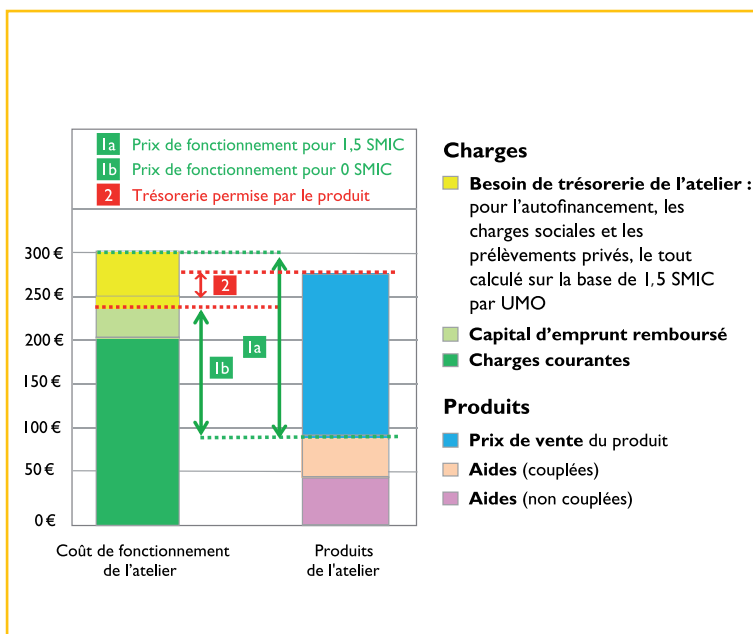 1a Prix de fonctionnement pour 1,5 SMIC
1b Prix de fonctionnement pour 0 SMIC
2 Trésorerie permise par le produit
300 €
250 €
200 €
150 €
100 €
50 €
0 €
2
1a
1b
Coût de fonctionnement
de l’atelier
Produits
de l'atelier
Charges
Besoin de trésorerie de l’atelier :
pour l’autofinancement, les
charges sociales et les
prélèvements privés, le tout
calculé sur la base de 1,5 SMIC
par UMO
Capital d’emprunt remboursé
Charges courantes
Produits
Prix de vente du produit
Aides (couplées)
Aides (non couplées)